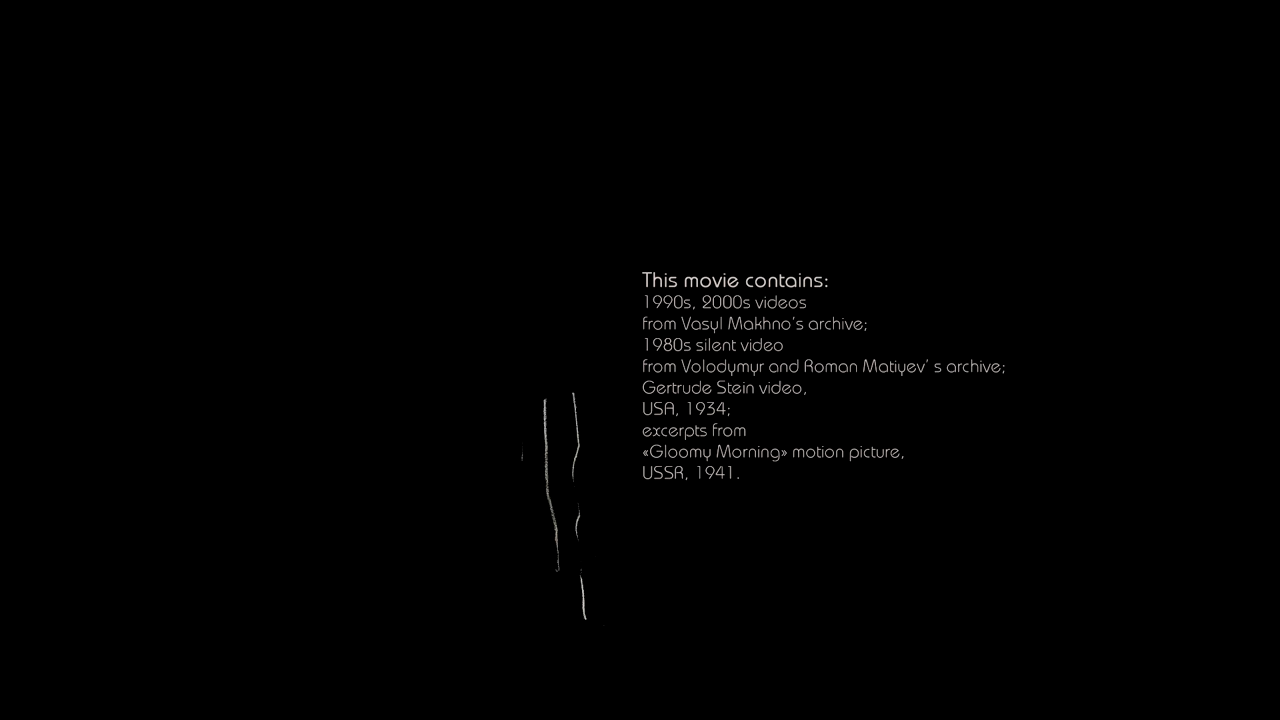 This movie contains:
1990s, 2000s videos
from Vasyl Makhno's archive;
1980s silent video
from Volodymyr and Roman Matiyev' s archive;
Gertrude Stein video,
USA, 1934;
excerpts from
«Gloomy Morning» motion picture,
USSR, 1941.